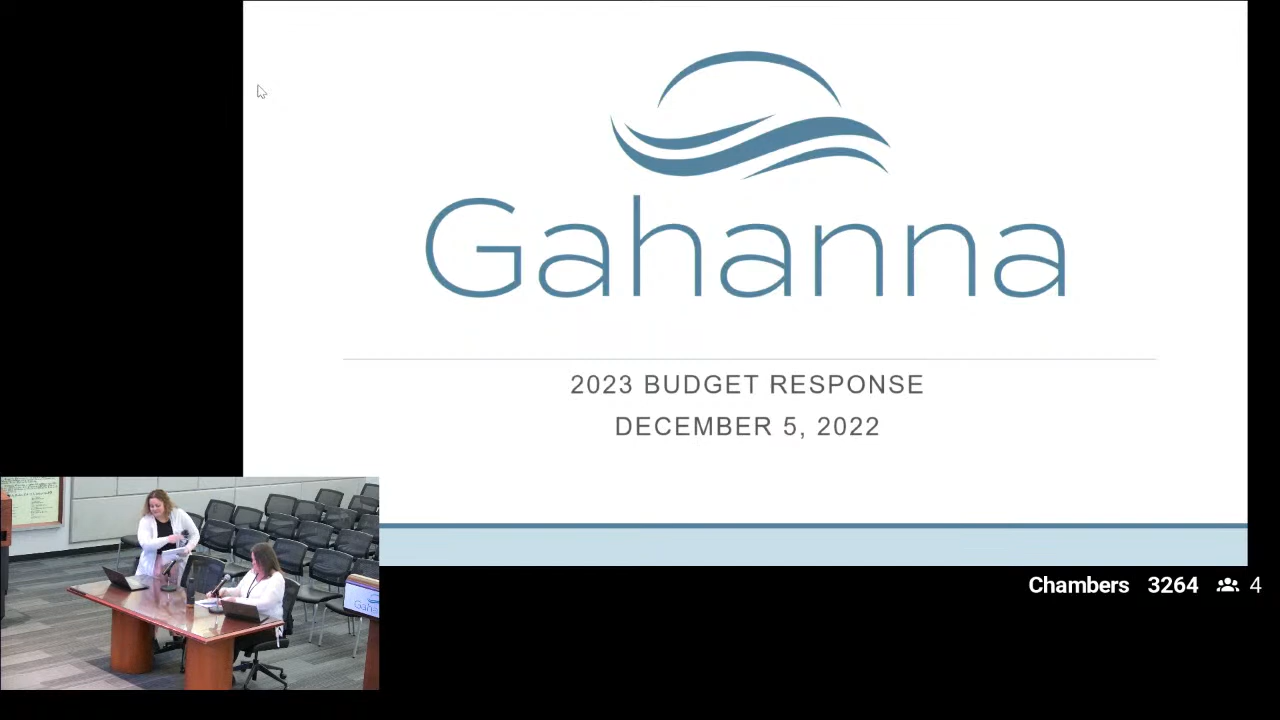 Gahanna
2023 BUDGET RESPONSE
DECEMBER 5, 2022
Chambers 3264 4